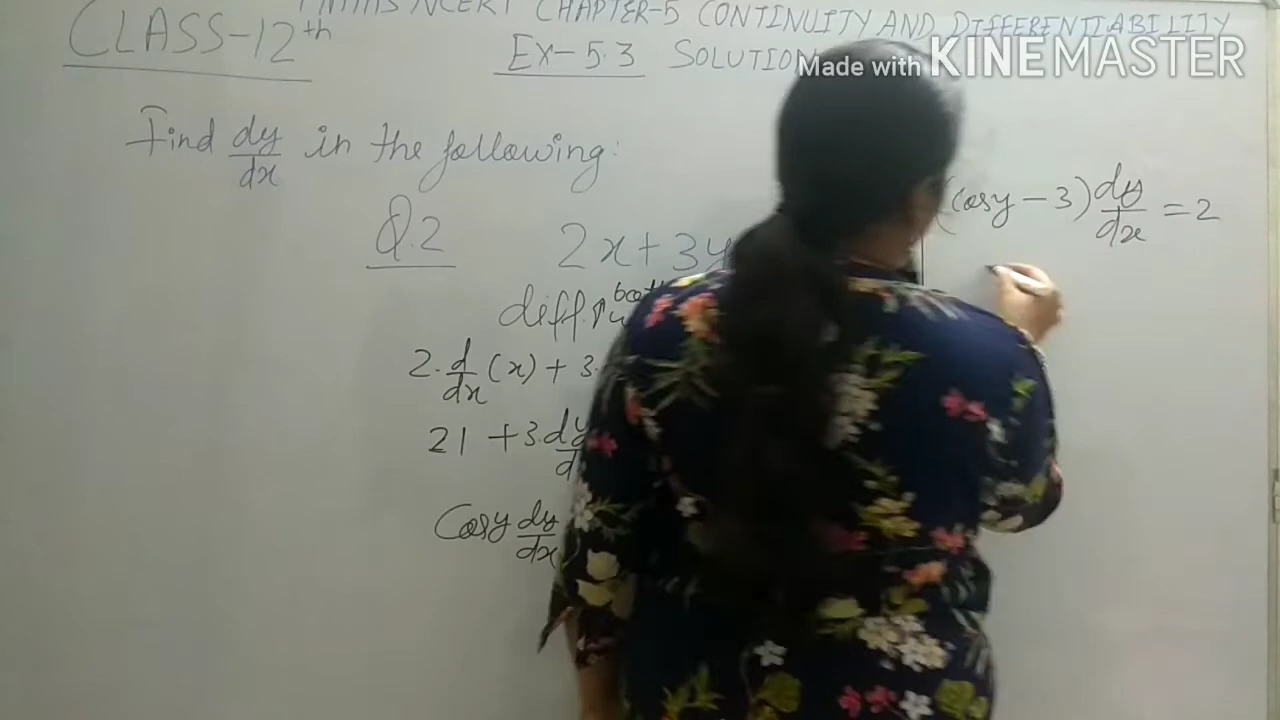 CLASS-12th
MATHS NCERT CHAPTER-5 CONTINUITY AND DIFFERENTIABILITY
Ex-5.3 SOLUTION
Made with KINEMASTER
Find dy/dx in the following:
Q.2 2x+3y
diff.
2. d/dx (x) + 3.
21 + 3.dy/d
Cosy dy/dx
(Cosy - 3) dy/dx = 2